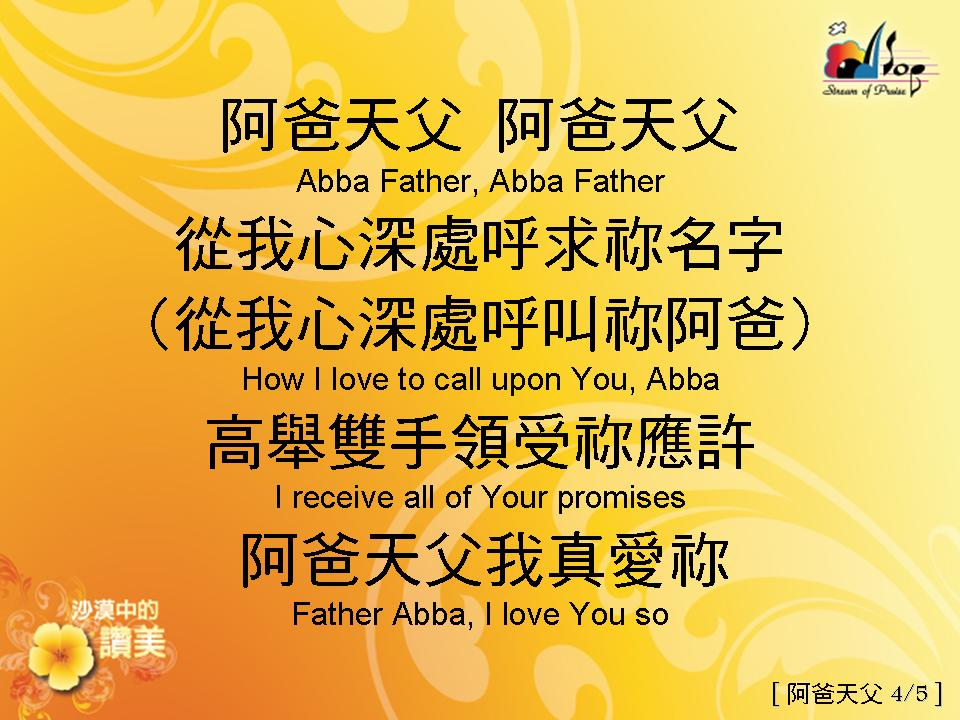 Sop
Stream of Praise
阿爸天父 阿爸天父
Abba Father, Abba Father
從我心深處呼求祢名字
（從我心深處呼叫祢阿爸）
How I love to call upon You, Abba
高舉雙手領受祢應許
I receive all of Your promises
阿爸天父我真愛祢
Father Abba, I love You so
沙漠中的
讚美
[ 阿爸天父 4/5 ]